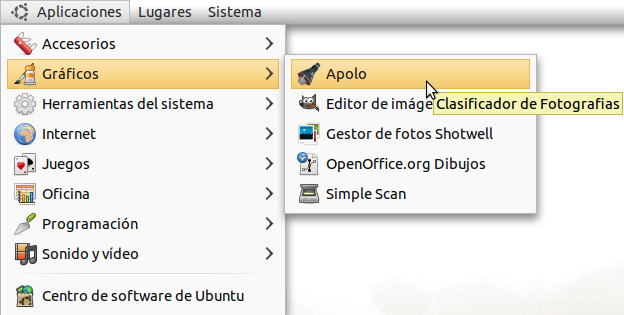 Aplicaciones Lugares Sistema
Accesorios
Gráficos
Herramientas del sistema
Internet
Juegos
Oficina
Programación
Sonido y vídeo
Centro de software de Ubuntu
Apolo
Editor de imáge
Clasificador de Fotografias
Gestor de fotos Shotwell
OpenOffice.org Dibujos
Simple Scan